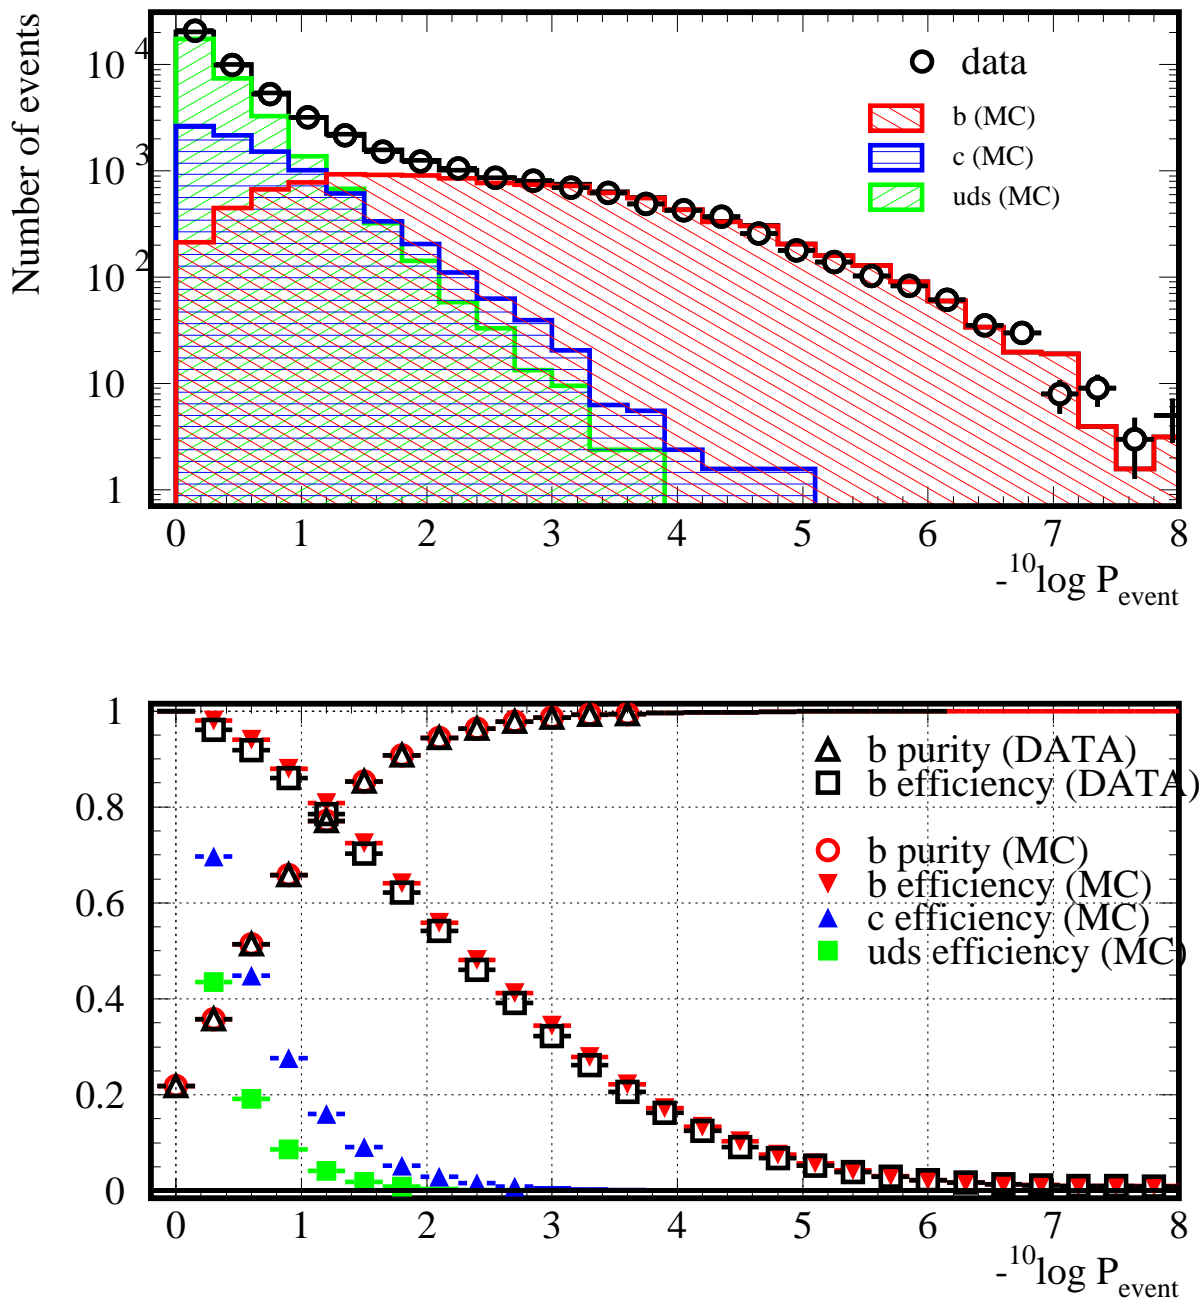 Number of events
10^4
10^3
10^2
10
1
data
b (MC)
c (MC)
uds (MC)
0 1 2 3 4 5 6 7 8
-^10log P_event
1
0.8
0.6
0.4
0.2
0
b purity (DATA)
b efficiency (DATA)
b purity (MC)
b efficiency (MC)
c efficiency (MC)
uds efficiency (MC)
0 1 2 3 4 5 6 7 8
-^10log P_event